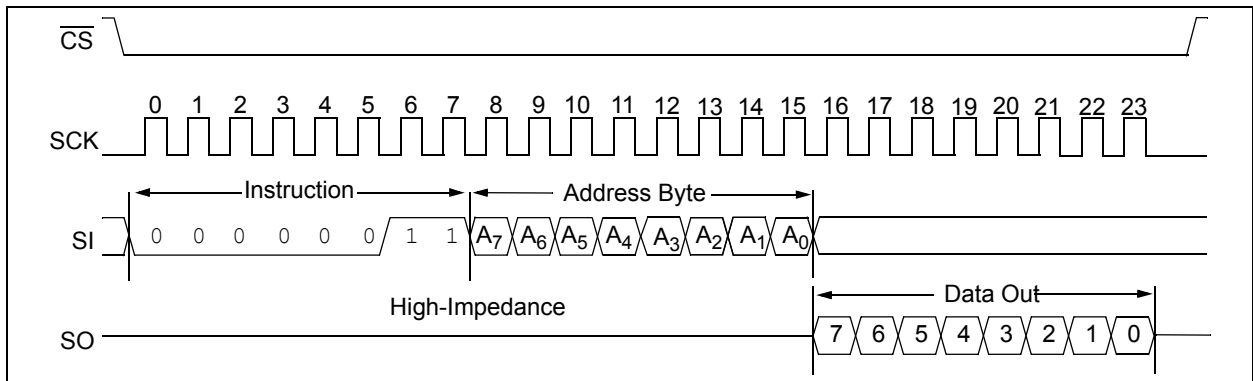 CS
0 1 2 3 4 5 6 7 8 9 10 11 12 13 14 15 16 17 18 19 20 21 22 23
SCK
Instruction Address Byte
SI 0 0 0 0 0 0 1 1 A7 A6 A5 A4 A3 A2 A1 A0
Data Out
High-Impedance
SO 7 6 5 4 3 2 1 0